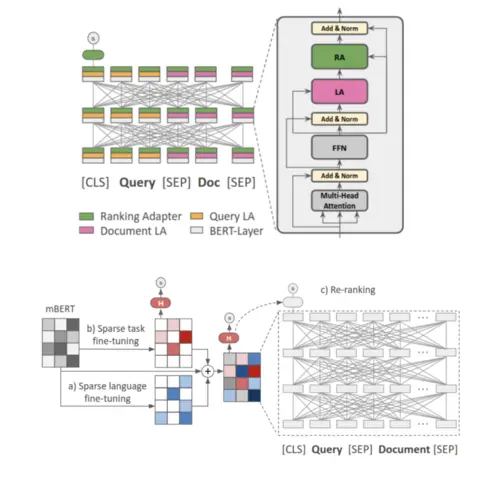 s
Add & Norm
RA
LA
Add & Norm
FFN
Add & Norm
Multi-Head
Attention
[CLS] Query [SEP] Doc [SEP]
Ranking Adapter
Query LA
Document LA
BERT-Layer
s
s
c) Re-ranking
mBERT
H
H
b) Sparse task
fine-tuning
+
a) Sparse language
fine-tuning
...
...
...
...
[CLS] Query [SEP] Document [SEP]